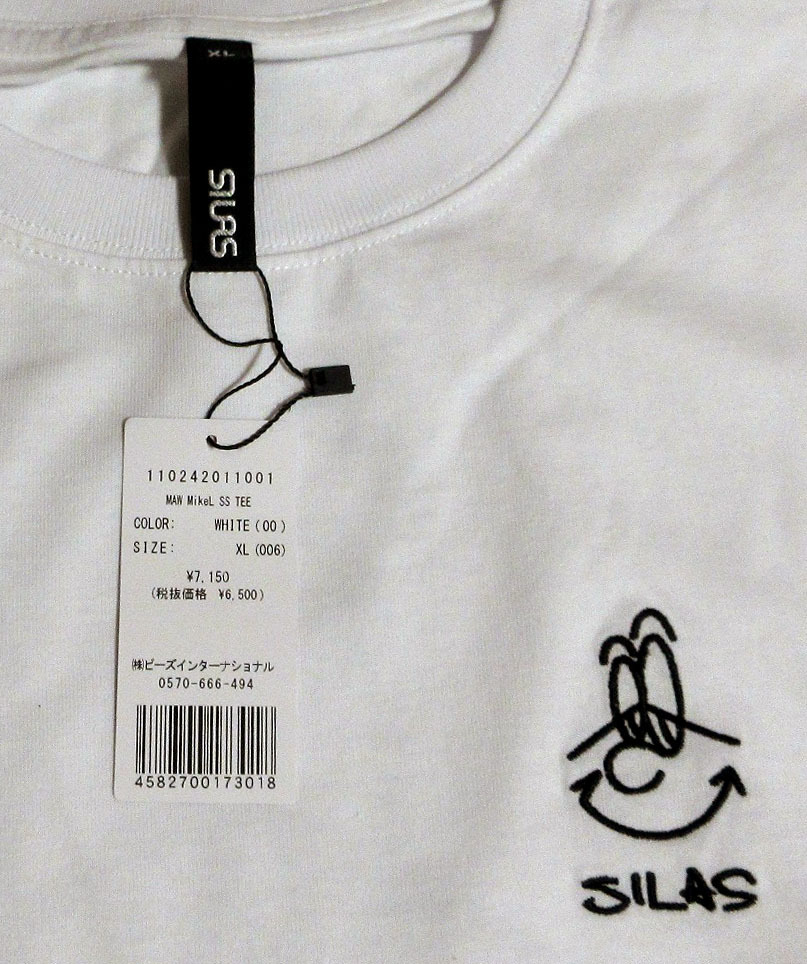 XL
SILAS
110242011001
MAW MikeL SS TEE
COLOR: WHITE (00)
SIZE: XL (006)
¥7,150
(税抜価格 ¥6,500)
㈱ビーズインターナショナル
0570-666-494
4582700173018
SILAS